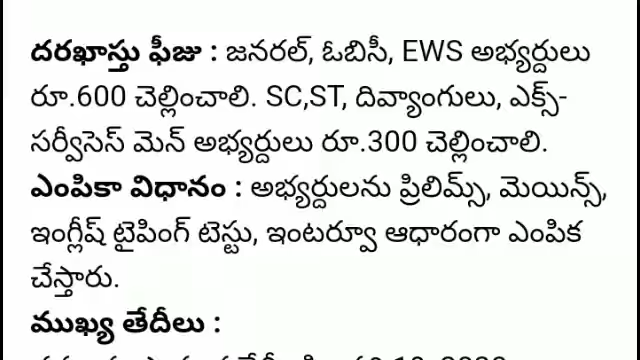 దరఖాస్తు ఫీజు : జనరల్, ఓబిసీ, EWS అభ్యర్దులు
రూ.600 చెల్లించాలి. SC,ST, దివ్యాంగులు, ఎక్స్-
సర్వీసెస్ మెన్ అభ్యర్దులు రూ.300 చెల్లించాలి.
ఎంపికా విధానం : అభ్యర్దులను ప్రిలిమ్స్, మెయిన్స్,
ఇంగ్లీష్ టైపింగ్ టెస్టు, ఇంటర్వూ ఆధారంగా ఎంపిక
చేస్తారు.
ముఖ్య తేదీలు :